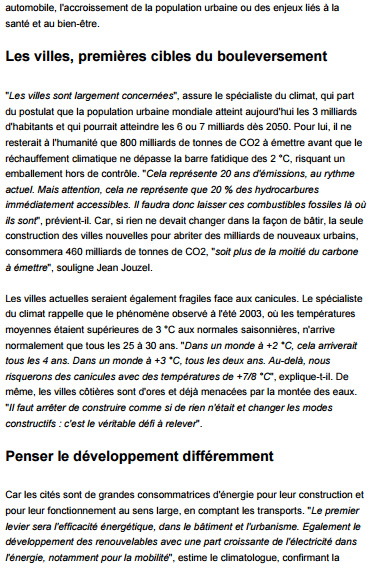 automobile, l'accroissement de la population urbaine ou des enjeux liés à la
santé et au bien-être.
Les villes, premières cibles du bouleversement
"Les villes sont largement concernées", assure le spécialiste du climat, qui part
du postulat que la population urbaine mondiale atteint aujourd'hui les 3 milliards
d'habitants et qui pourrait atteindre les 6 ou 7 milliards dès 2050. Pour lui, il ne
resterait à l'humanité que 800 milliards de tonnes de CO2 à émettre avant que le
réchauffement climatique ne dépasse la barre fatidique des 2 °C, risquant un
emballement hors de contrôle. "Cela représente 20 ans d'émissions, au rythme
actuel. Mais attention, cela ne représente que 20 % des hydrocarbures
immédiatement accessibles. Il faudra donc laisser ces combustibles fossiles là où
ils sont", prévient-il. Car, si rien ne devait changer dans la façon de bâtir, la seule
construction des villes nouvelles pour abriter des milliards de nouveaux urbains,
consommera 460 milliards de tonnes de CO2, "soit plus de la moitié du carbone
à émettre", souligne Jean Jouzel.
Les villes actuelles seraient également fragiles face aux canicules. Le spécialiste
du climat rappelle que le phénomène observé à l'été 2003, où les températures
moyennes étaient supérieures de 3 °C aux normales saisonnières, n'arrive
normalement que tous les 25 à 30 ans. "Dans un monde à +2 °C, cela arriverait
tous les 4 ans. Dans un monde à +3 °C, tous les deux ans. Au-delà, nous
risquerons des canicules avec des températures de +7/8 °C", explique-t-il. De
même, les villes côtières sont d'ores et déjà menacées par la montée des eaux.
"Il faut arrêter de construire comme si de rien n'était et changer les modes
constructifs : c'est le véritable défi à relever".
Penser le développement différemment
Car les cités sont de grandes consommatrices d'énergie pour leur construction et
pour leur fonctionnement au sens large, en comptant les transports. "Le premier
levier sera l'efficacité énergétique, dans le bâtiment et l'urbanisme. Egalement le
développement des renouvelables avec une part croissante de l'électricité dans
l'énergie, notamment pour la mobilité", estime le climatologue, confirmant la